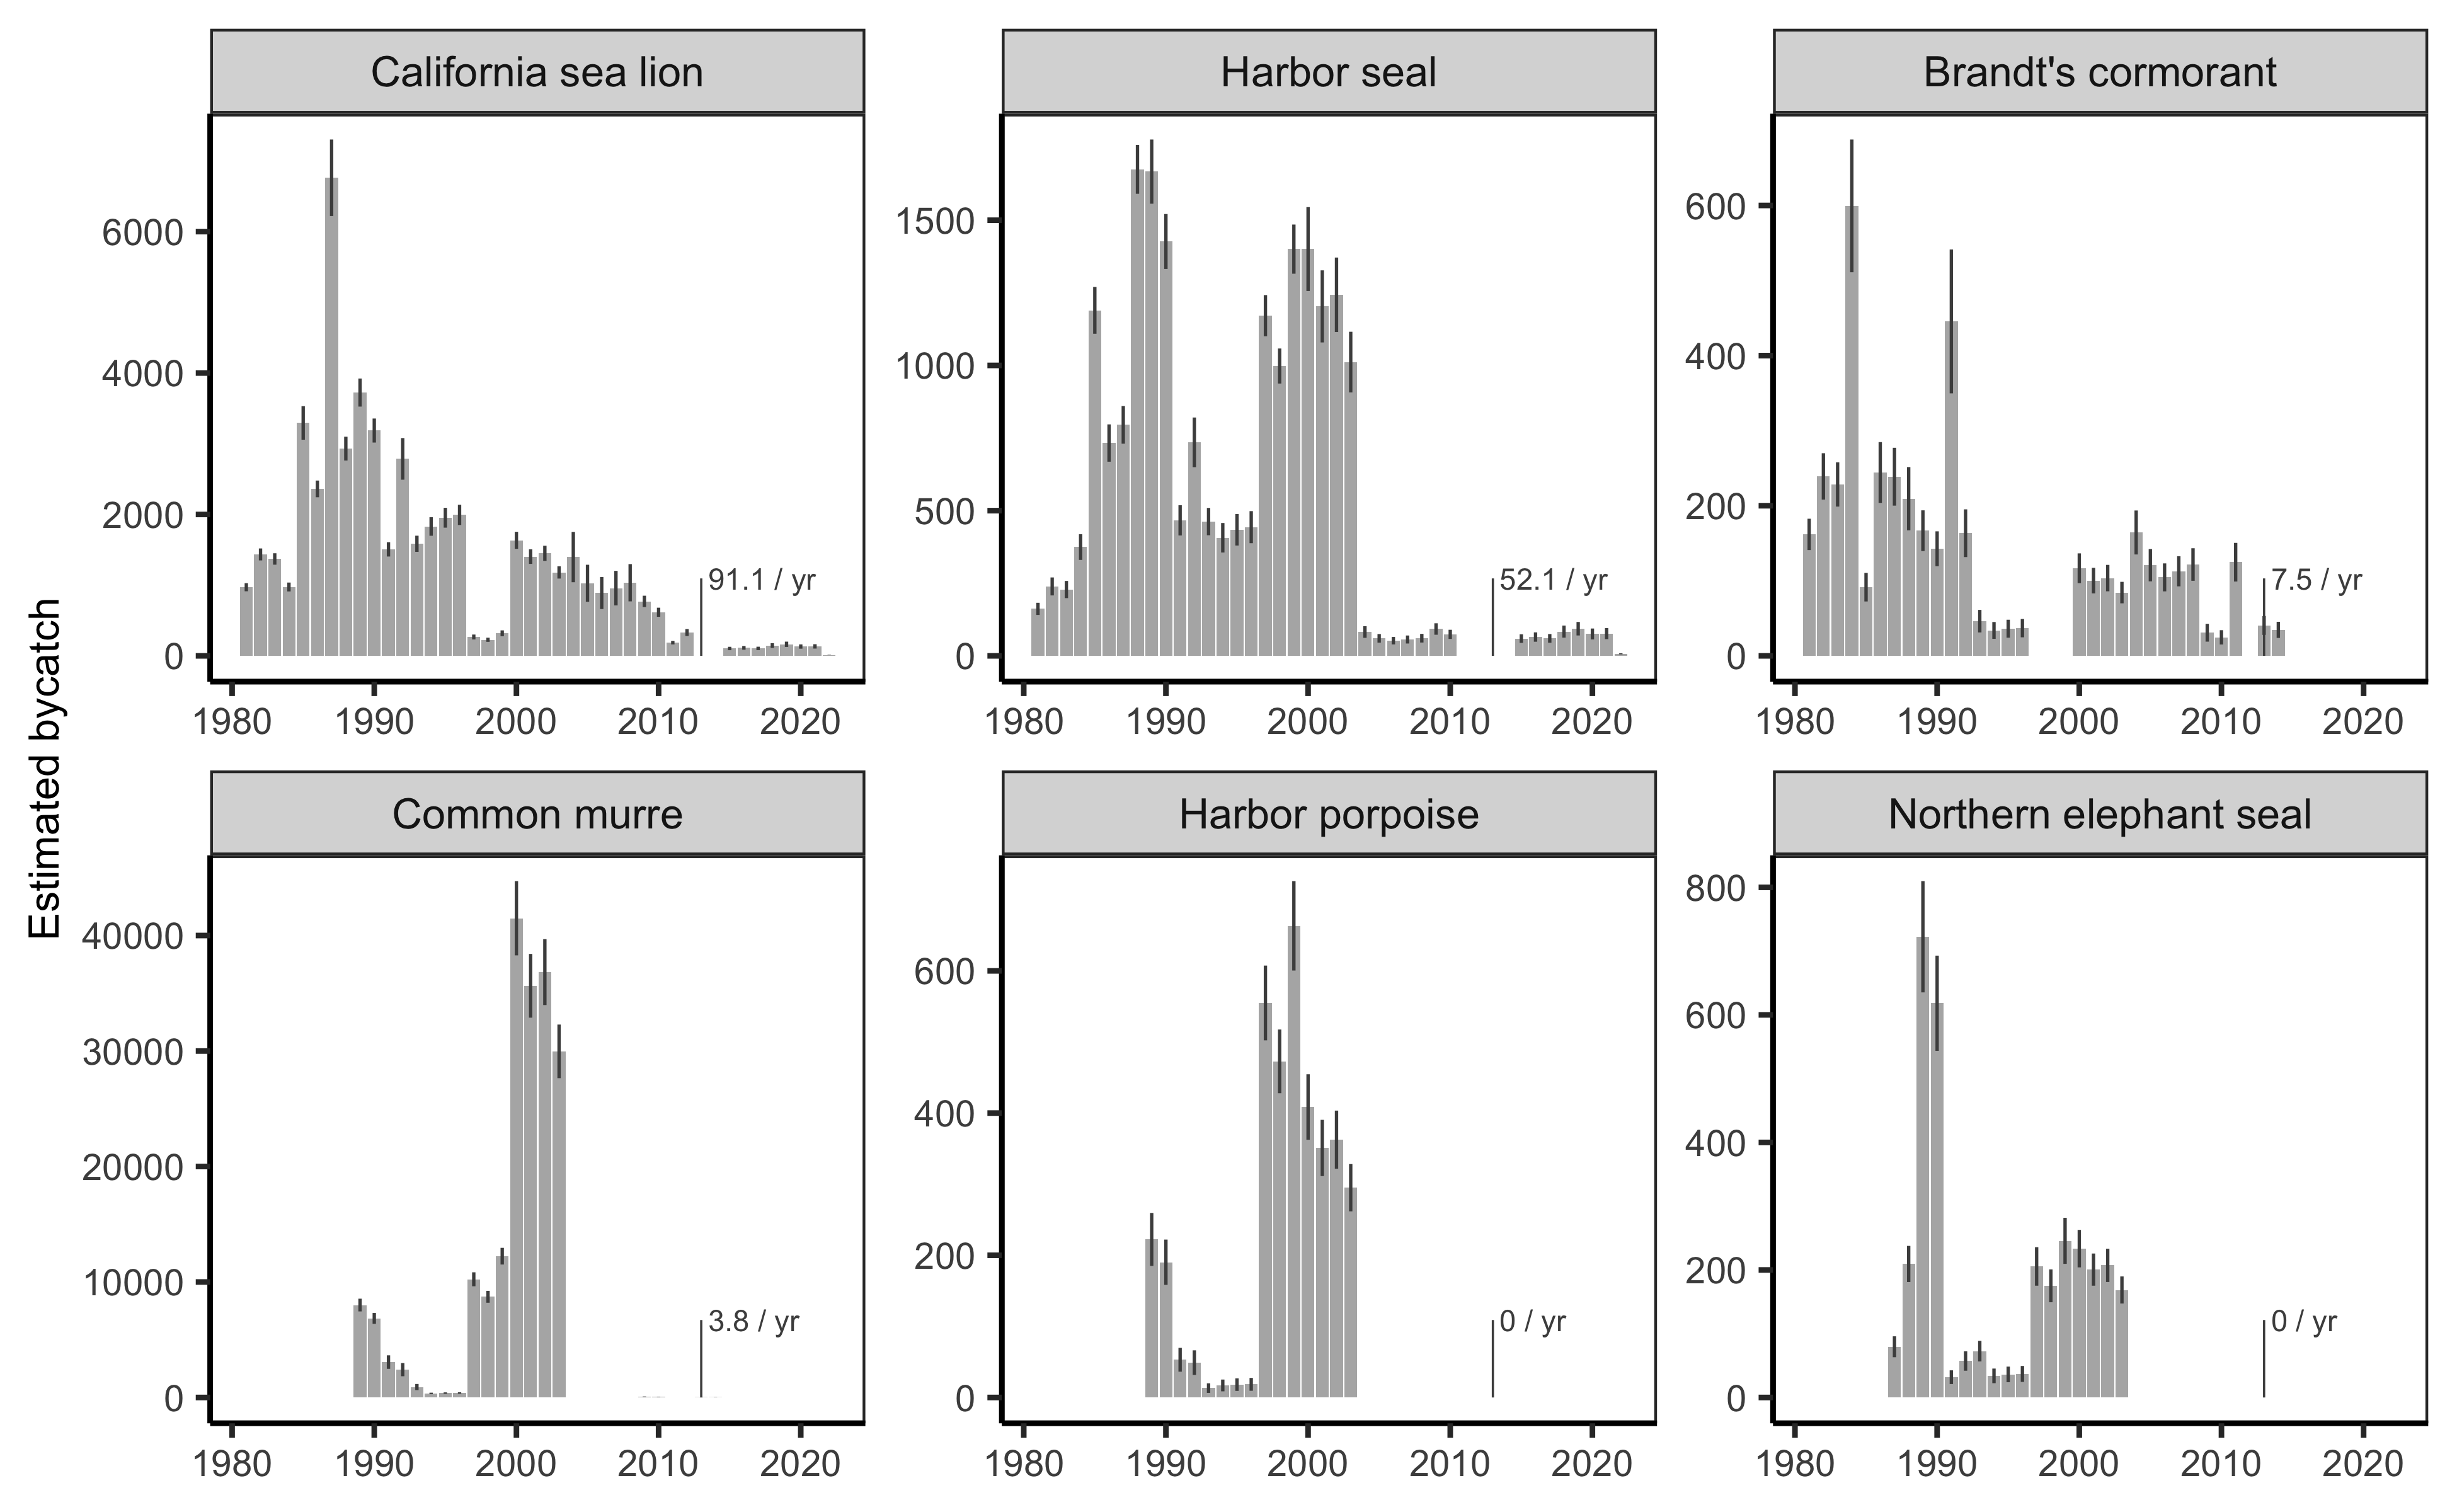 Estimated bycatch
California sea lion
6000
4000
2000
0
91.1 / yr
1980 1990 2000 2010 2020
Harbor seal
1500
1000
500
0
52.1 / yr
1980 1990 2000 2010 2020
Brandt's cormorant
600
400
200
0
7.5 / yr
1980 1990 2000 2010 2020
Common murre
40000
30000
20000
10000
0
3.8 / yr
1980 1990 2000 2010 2020
Harbor porpoise
600
400
200
0
0 / yr
1980 1990 2000 2010 2020
Northern elephant seal
800
600
400
200
0
0 / yr
1980 1990 2000 2010 2020